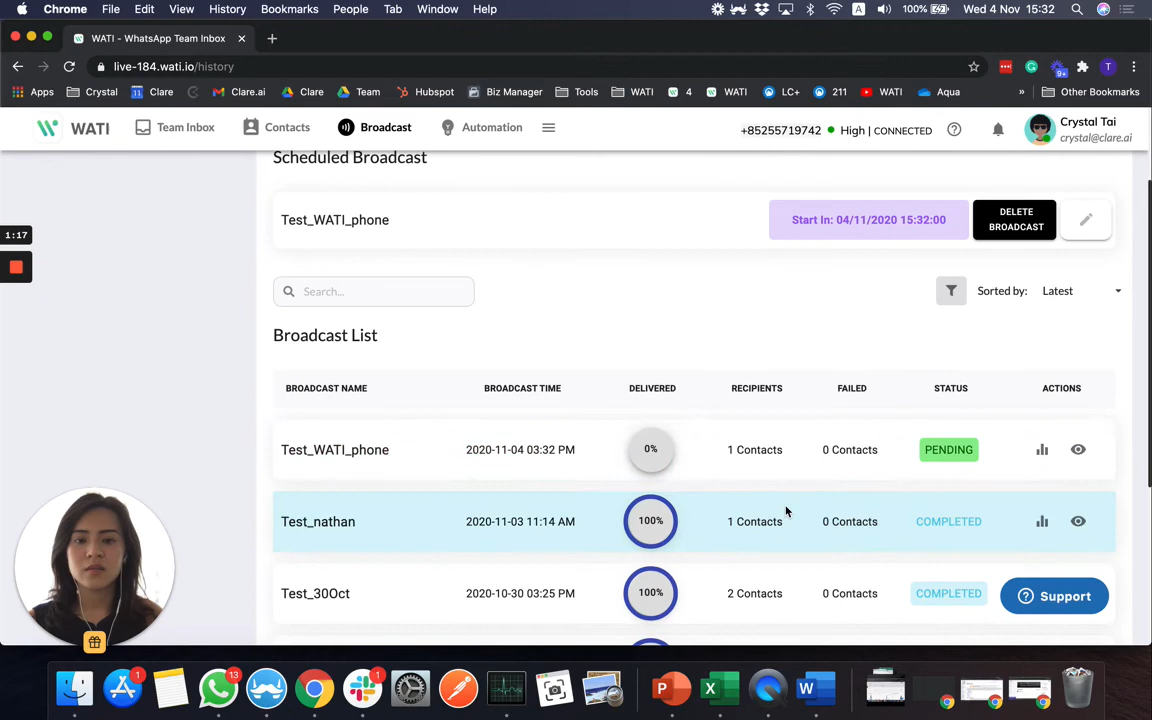 Chrome File Edit View History Bookmarks People Tab Window Help
A 100% Wed 4 Nov 15:32
WATI - WhatsApp Team Inbox
live-184.wati.io/history
9+ T
Apps Crystal 31 Clare Clare.ai Clare Team Hubspot Biz Manager Tools WATI 4 WATI LC+ 211 WATI Aqua » Other Bookmarks
WATI Team Inbox Contacts Broadcast Automation
+85255719742 High | CONNECTED
Crystal Tai
crystal@clare.ai
Scheduled Broadcast
Test_WATI_phone
Start In: 04/11/2020 15:32:00
DELETE
BROADCAST
1:17
Search...
Sorted by: Latest
Broadcast List
BROADCAST NAME BROADCAST TIME DELIVERED RECIPIENTS FAILED STATUS ACTIONS
Test_WATI_phone 2020-11-04 03:32 PM 0% 1 Contacts 0 Contacts PENDING
Test_nathan 2020-11-03 11:14 AM 100% 1 Contacts 0 Contacts COMPLETED
Test_30Oct 2020-10-30 03:25 PM 100% 2 Contacts 0 Contacts COMPLETED
Support
1 13 1 P X W